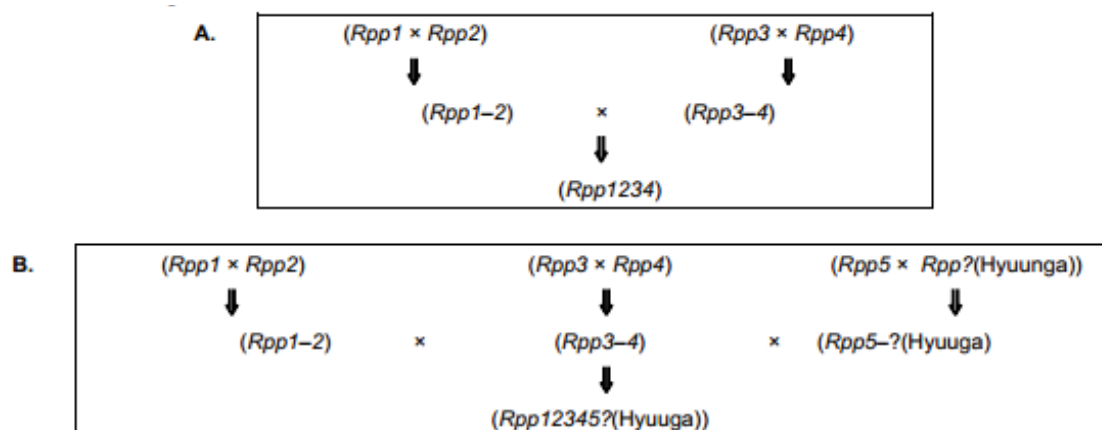 A.
(Rpp1 × Rpp2) (Rpp3 × Rpp4)
(Rpp1–2) × (Rpp3–4)
(Rpp1234)
B.
(Rpp1 × Rpp2) (Rpp3 × Rpp4) (Rpp5 × Rpp?(Hyuunga))
(Rpp1–2) × (Rpp3–4) × (Rpp5–?(Hyuuga)
(Rpp12345?(Hyuuga))